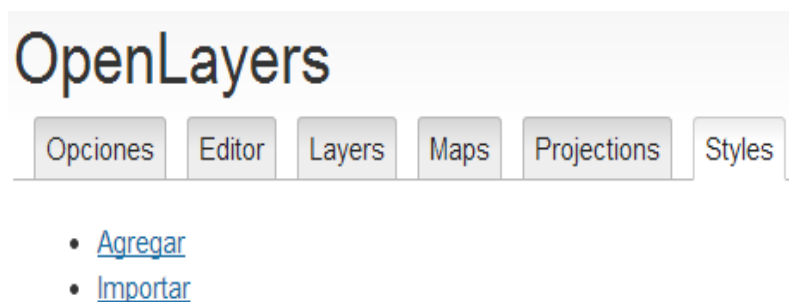 OpenLayers
Opciones Editor Layers Maps Projections Styles
Agregar
Importar